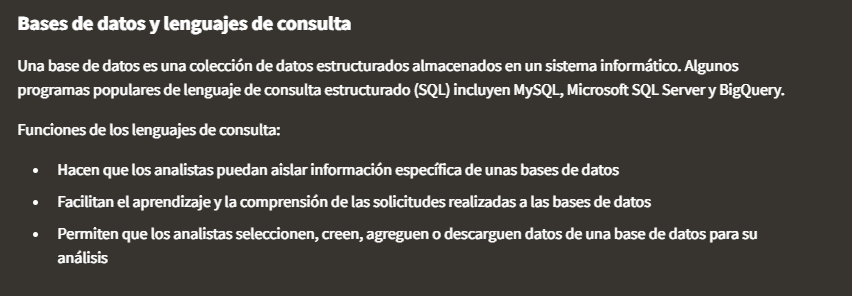 Bases de datos y lenguajes de consulta
Una base de datos es una colección de datos estructurados almacenados en un sistema informático. Algunos
programas populares de lenguaje de consulta estructurado (SQL) incluyen MySQL, Microsoft SQL Server y BigQuery.
Funciones de los lenguajes de consulta:
• Hacen que los analistas puedan aislar información específica de unas bases de datos
• Facilitan el aprendizaje y la comprensión de las solicitudes realizadas a las bases de datos
• Permiten que los analistas seleccionen, creen, agreguen o descarguen datos de una base de datos para su
análisis